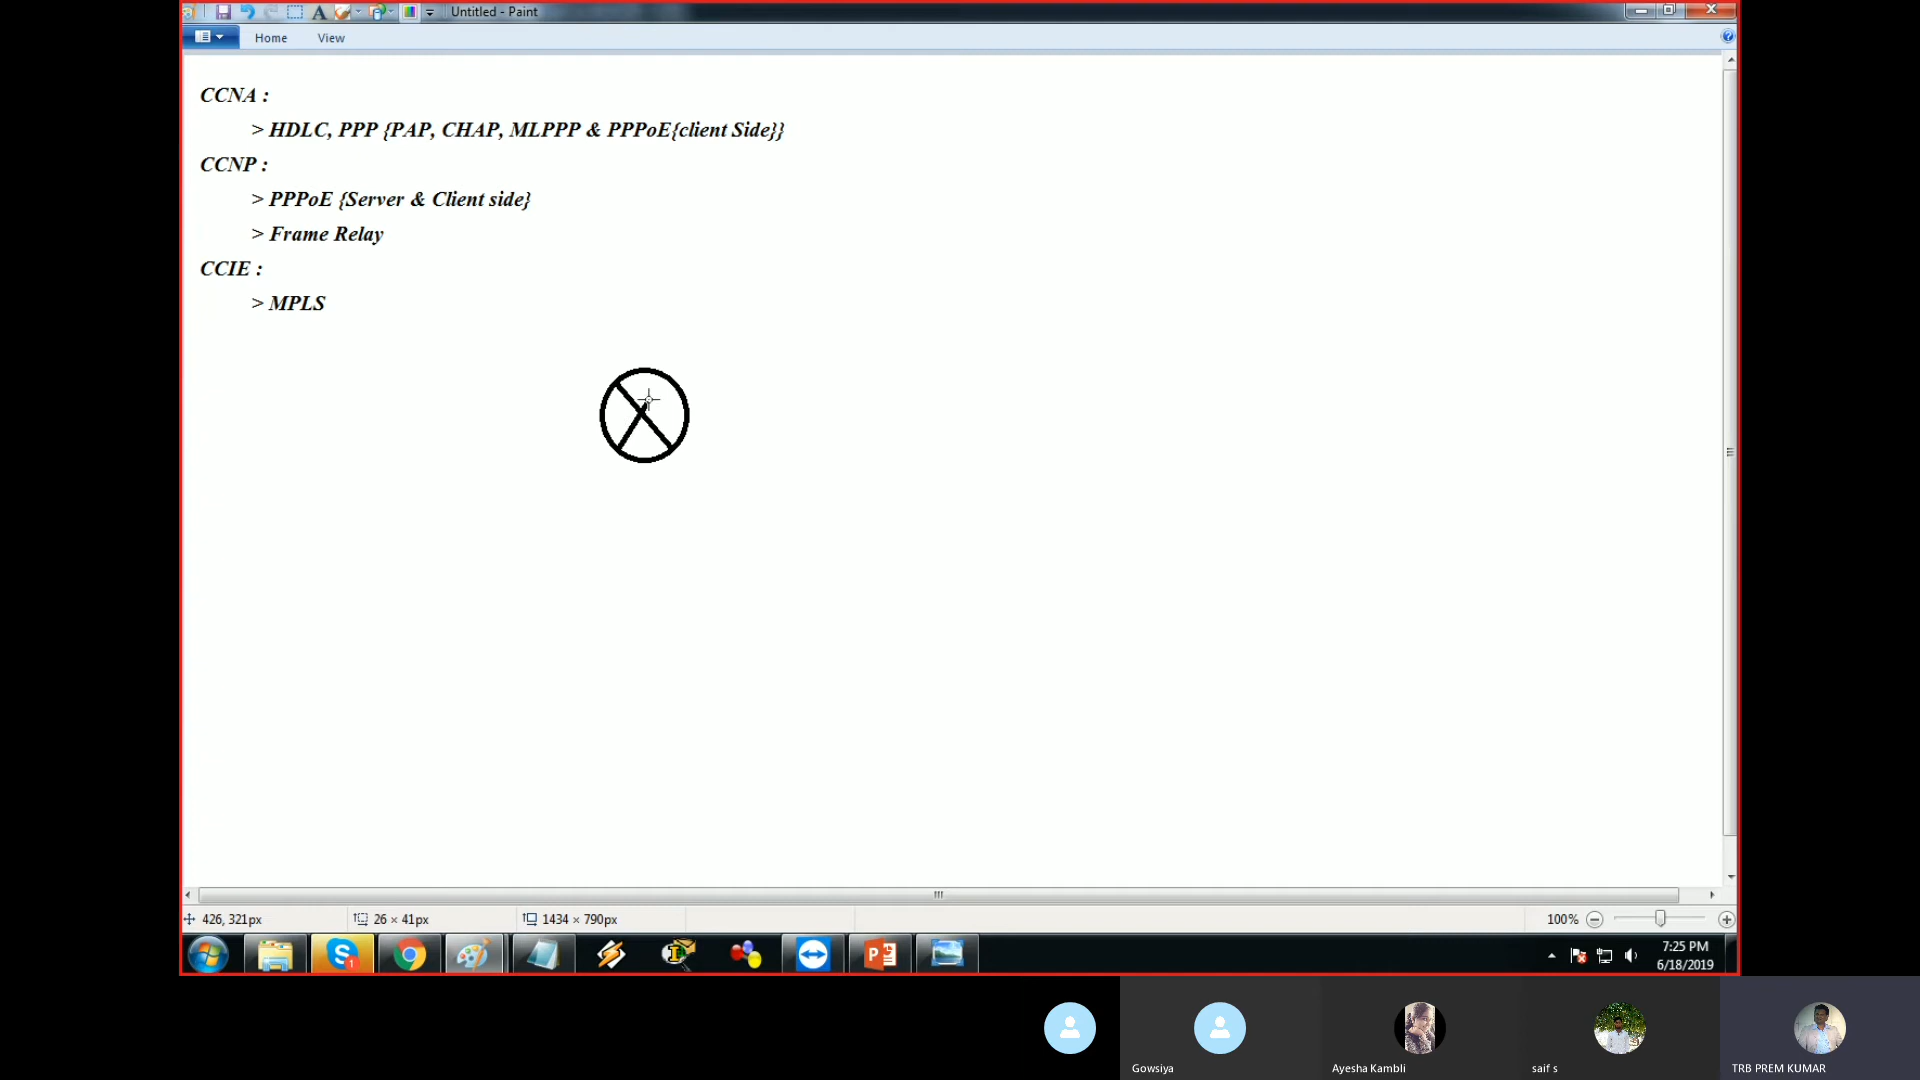 Untitled - Paint
Home View
CCNA :
> HDLC, PPP {PAP, CHAP, MLPPP & PPPoE{client Side}}
CCNP :
> PPPoE {Server & Client side}
> Frame Relay
CCIE :
> MPLS
426, 321px 26 × 41px 1434 × 790px 100%
7:25 PM
6/18/2019
Gowsiya Ayesha Kambli saif s TRB PREM KUMAR